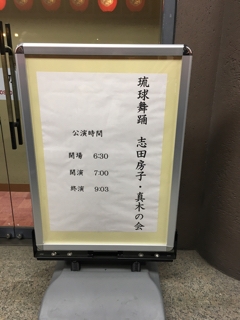 琉球舞踊　志田房子・真木の会
公演時間
開場　6:30
開演　7:00
終演　9:03